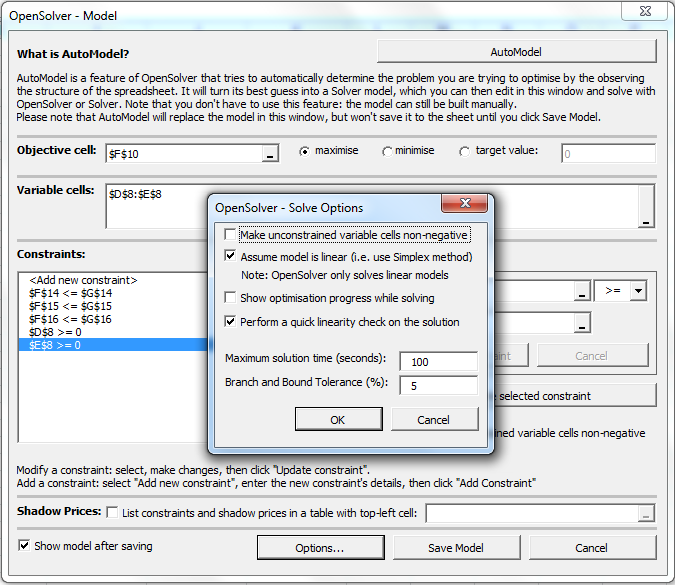 OpenSolver - Model
What is AutoModel?
AutoModel
AutoModel is a feature of OpenSolver that tries to automatically determine the problem you are trying to optimise by the observing
the structure of the spreadsheet. It will turn its best guess into a Solver model, which you can then edit in this window and solve with
OpenSolver or Solver. Note that you don't have to use this feature: the model can still be built manually.
Please note that AutoModel will replace the model in this window, but won't save it to the sheet until you click Save Model.
Objective cell: $F$10 maximise minimise target value: 0
Variable cells: $D$8:$E$8
Constraints:
<Add new constraint>
$F$14 <= $G$14
$F$15 <= $G$15
$F$16 <= $G$16
$D$8 >= 0
$E$8 >= 0
>=
Cancel
selected constraint
variable cells non-negative
OpenSolver - Solve Options
Make unconstrained variable cells non-negative
Assume model is linear (i.e. use Simplex method)
Note: OpenSolver only solves linear models
Show optimisation progress while solving
Perform a quick linearity check on the solution
Maximum solution time (seconds): 100
Branch and Bound Tolerance (%): 5
OK Cancel
Modify a constraint: select, make changes, then click "Update constraint".
Add a constraint: select "Add new constraint", enter the new constraint's details, then click "Add Constraint"
Shadow Prices: List constraints and shadow prices in a table with top-left cell:
Show model after saving Options... Save Model Cancel